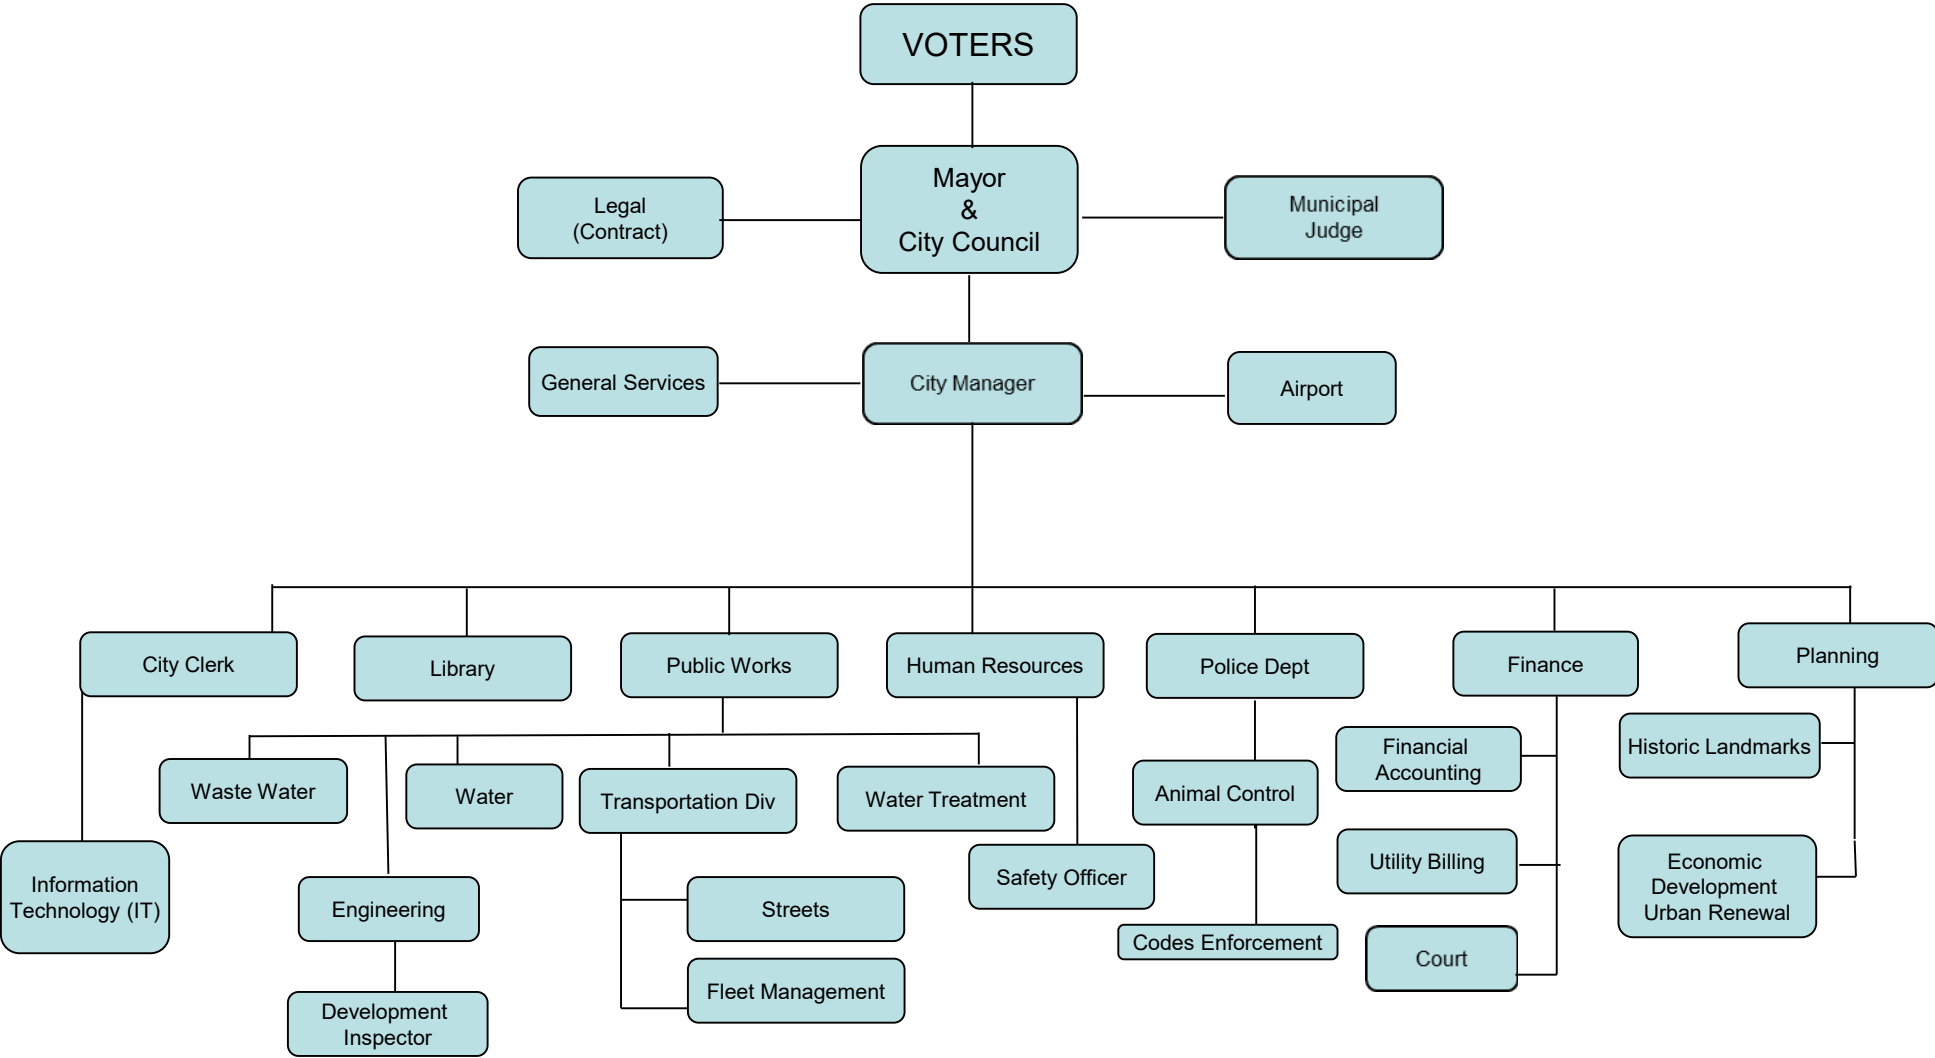 VOTERS
Mayor
&
City Council
Legal
(Contract)
Municipal
Judge
General Services
City Manager
Airport
City Clerk
Library
Public Works
Human Resources
Police Dept
Finance
Planning
Waste Water
Water
Transportation Div
Water Treatment
Animal Control
Financial
Accounting
Historic Landmarks
Information
Technology (IT)
Engineering
Streets
Safety Officer
Utility Billing
Economic
Development
Urban Renewal
Codes Enforcement
Court
Fleet Management
Development
Inspector